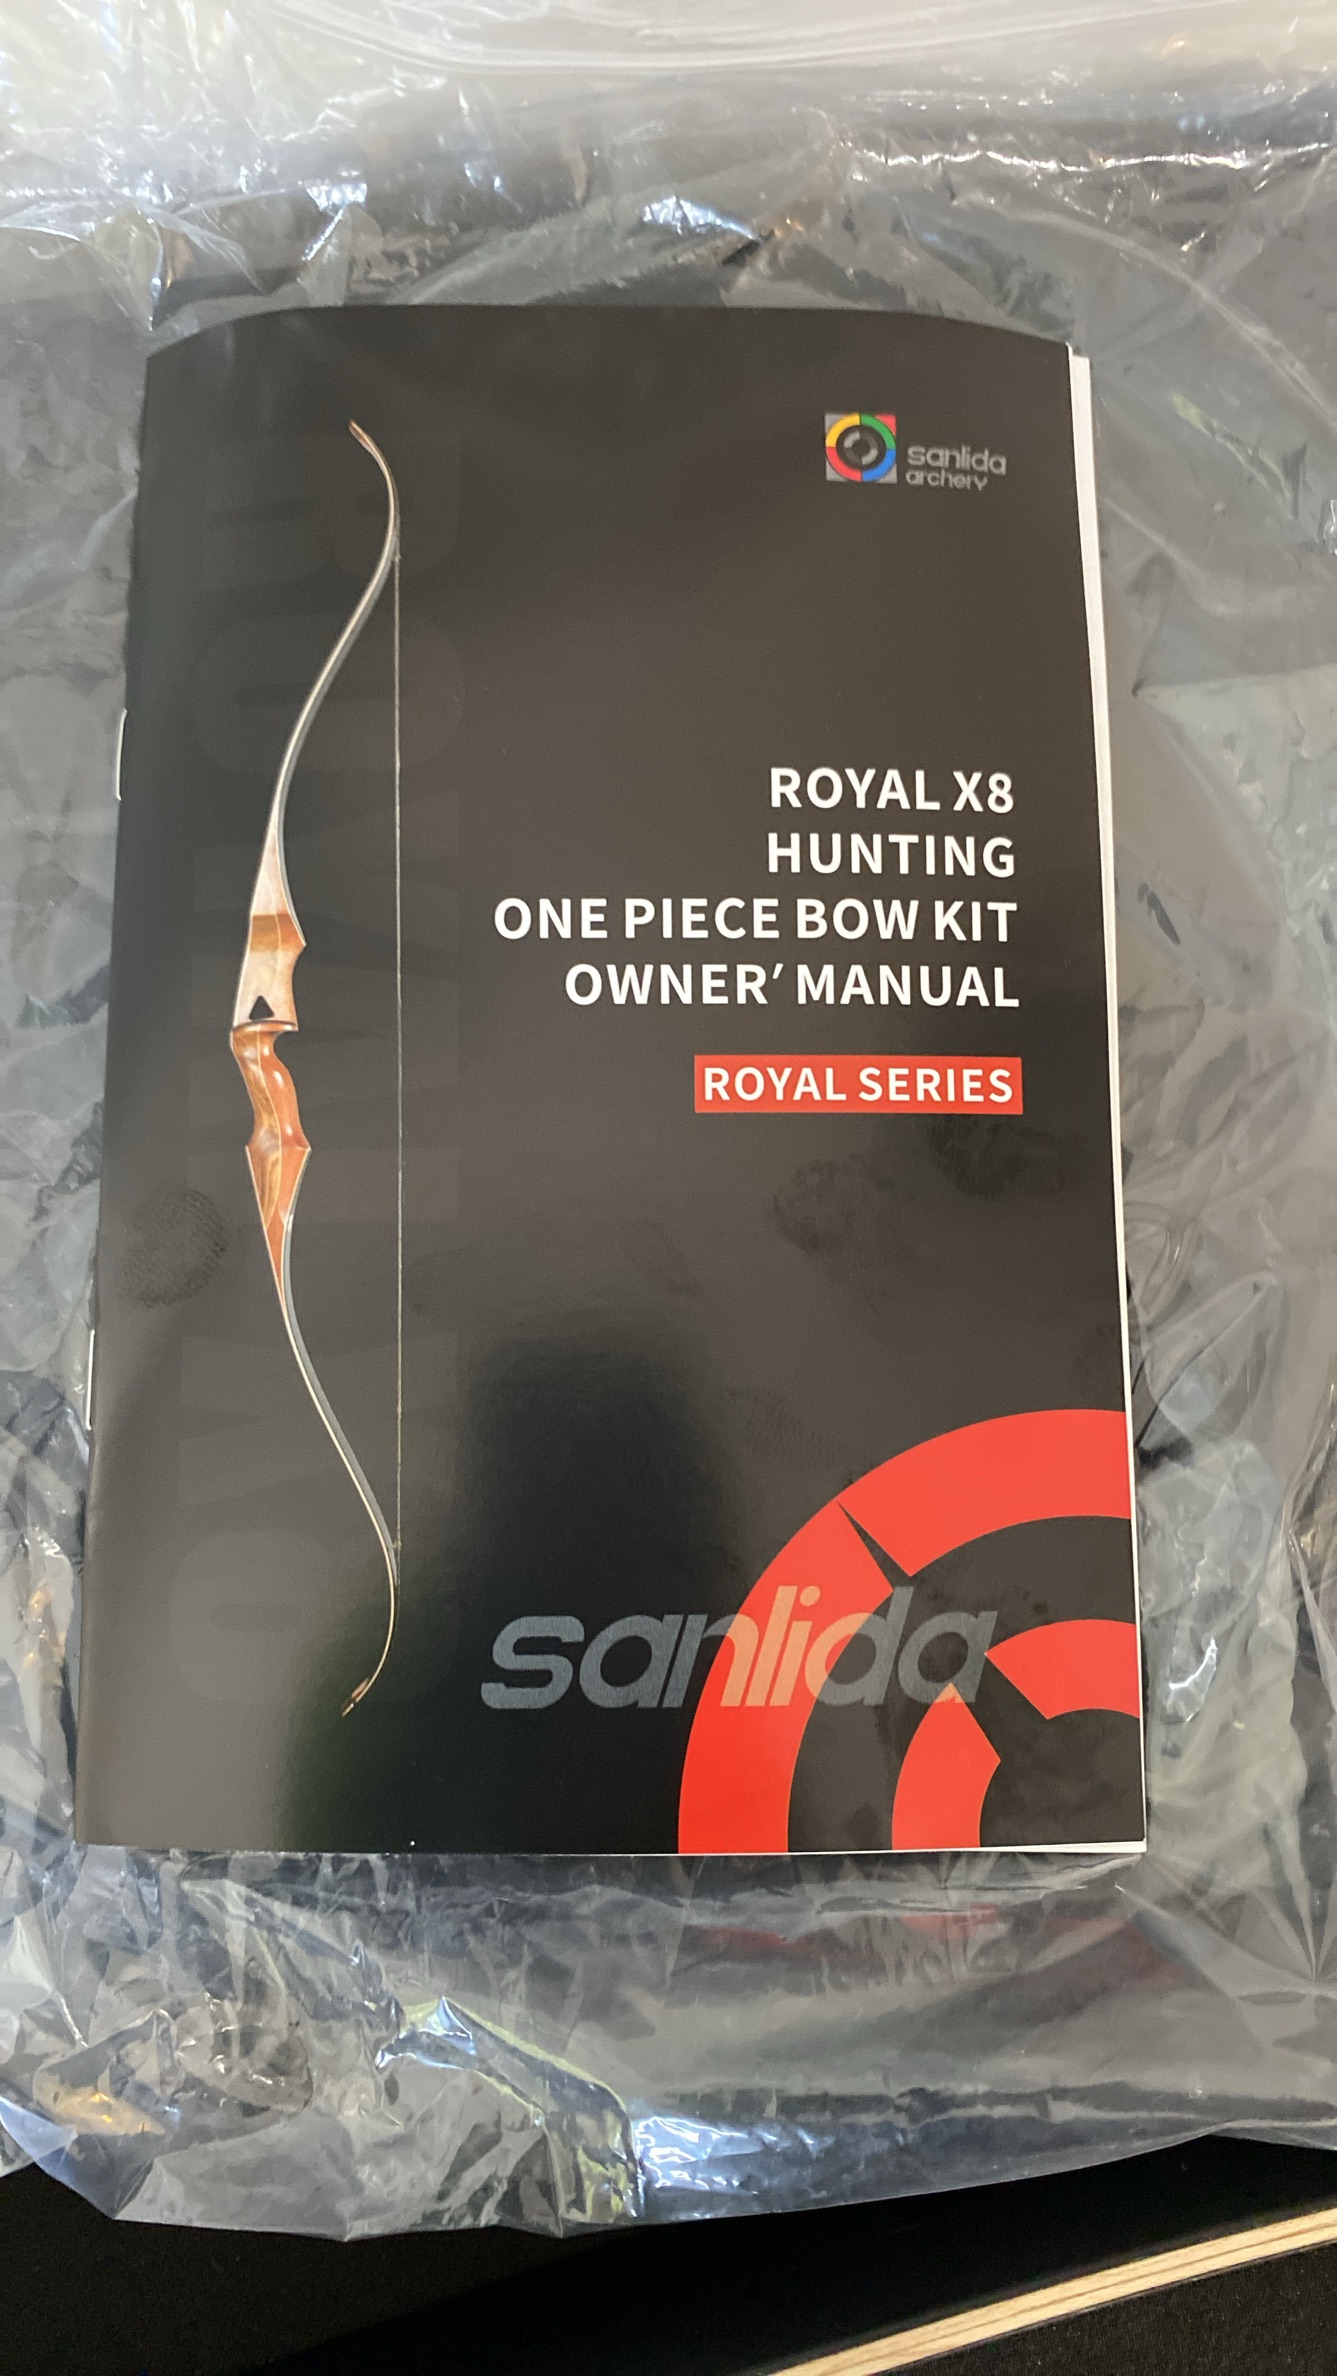 sanlida
archery
ROYAL X8
HUNTING
ONE PIECE BOW KIT
OWNER’ MANUAL
ROYAL SERIES
sanlida